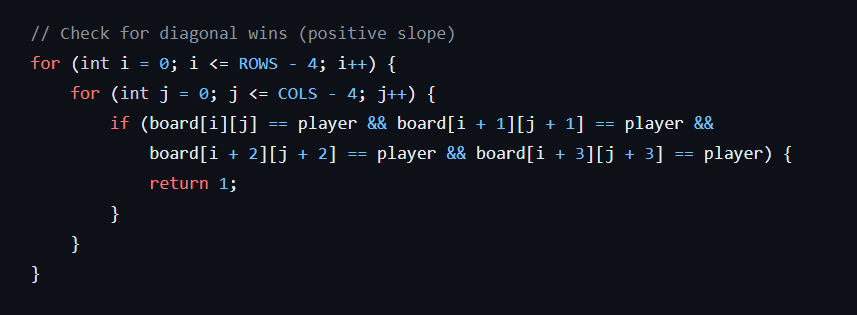 // Check for diagonal wins (positive slope)
for (int i = 0; i <= ROWS - 4; i++) {
    for (int j = 0; j <= COLS - 4; j++) {
        if (board[i][j] == player && board[i + 1][j + 1] == player &&
            board[i + 2][j + 2] == player && board[i + 3][j + 3] == player) {
            return 1;
        }
    }
}